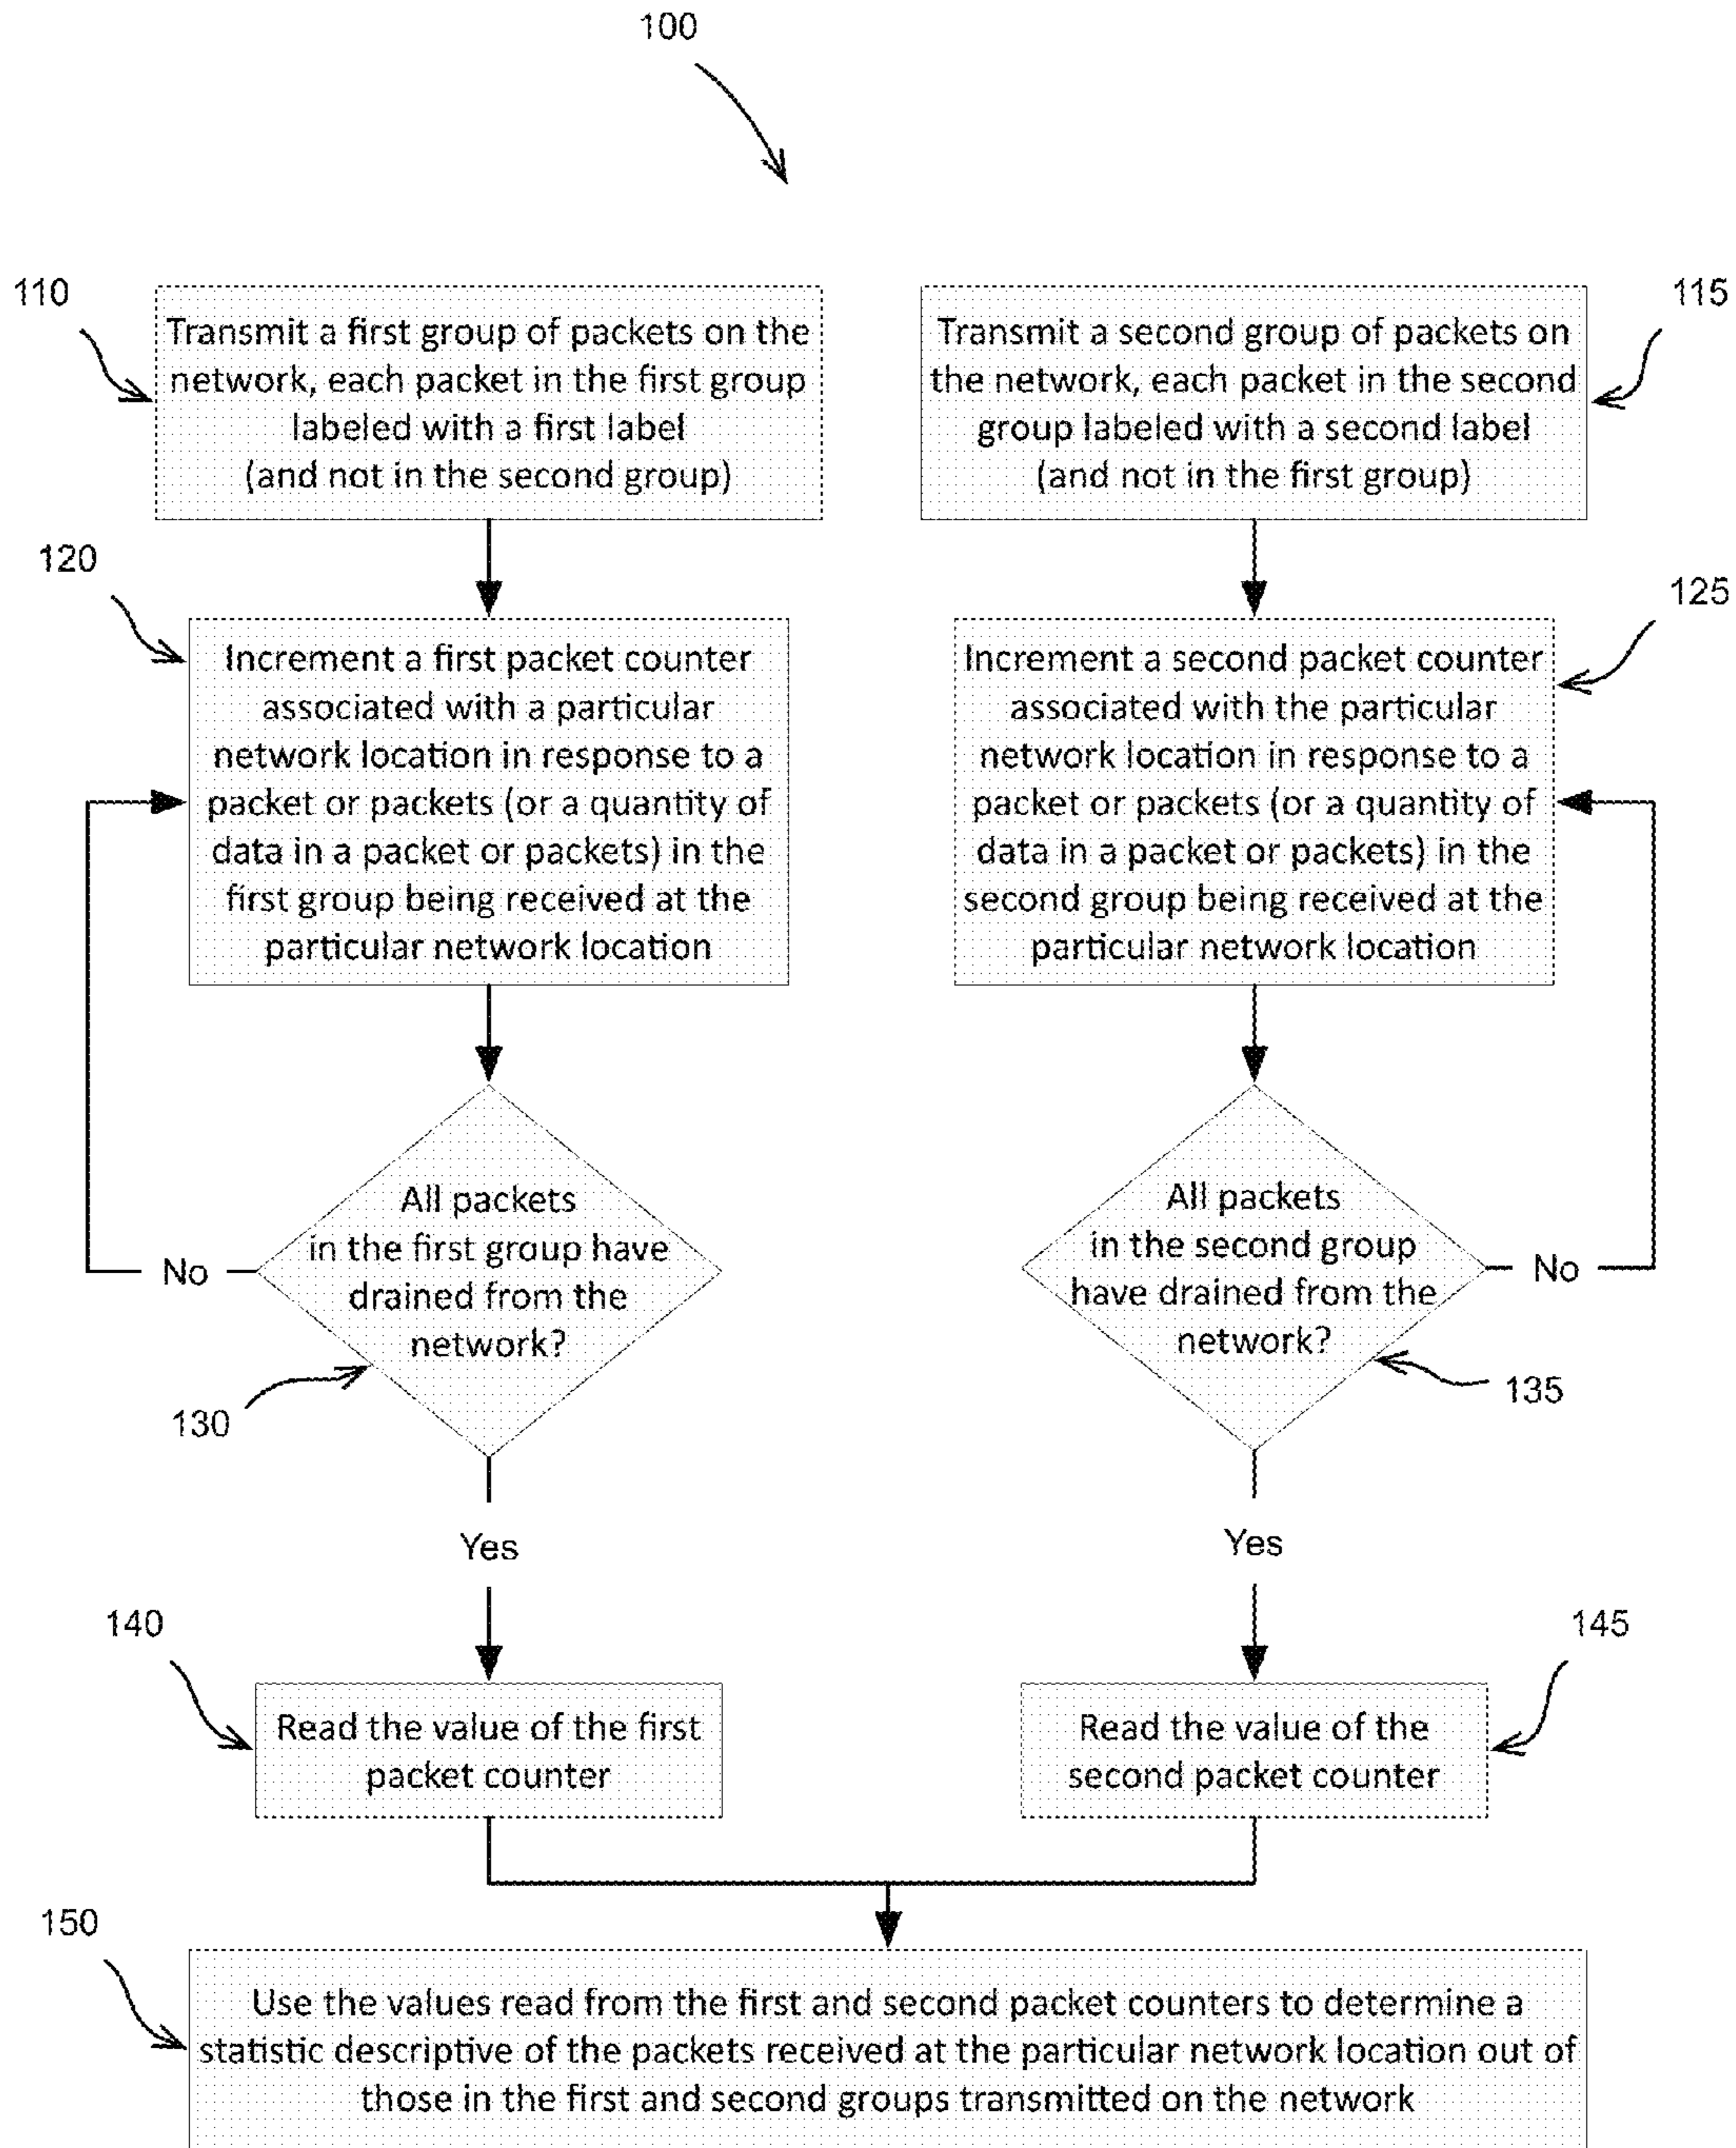 100
110
Transmit a first group of packets on the
network, each packet in the first group
labeled with a first label
(and not in the second group)
115
Transmit a second group of packets on
the network, each packet in the second
group labeled with a second label
(and not in the first group)
120
Increment a first packet counter
associated with a particular
network location in response to a
packet or packets (or a quantity of
data in a packet or packets) in the
first group being received at the
particular network location
125
Increment a second packet counter
associated with the particular
network location in response to a
packet or packets (or a quantity of
data in a packet or packets) in the
second group being received at the
particular network location
All packets
in the first group have
drained from the
network?
No
130
All packets
in the second group
have drained from the
network?
No
135
Yes
Yes
140
Read the value of the first
packet counter
145
Read the value of the
second packet counter
150
Use the values read from the first and second packet counters to determine a
statistic descriptive of the packets received at the particular network location out of
those in the first and second groups transmitted on the network